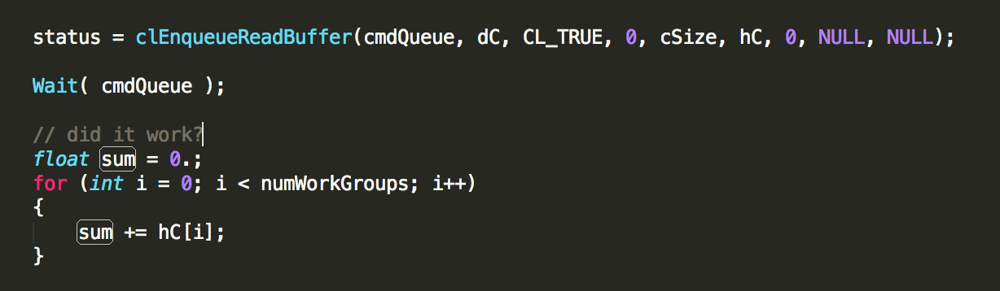 status = clEnqueueReadBuffer(cmdQueue, dC, CL_TRUE, 0, cSize, hC, 0, NULL, NULL);
Wait( cmdQueue );
// did it work?
float sum = 0.;
for (int i = 0; i < numWorkGroups; i++)
{
    sum += hC[i];
}